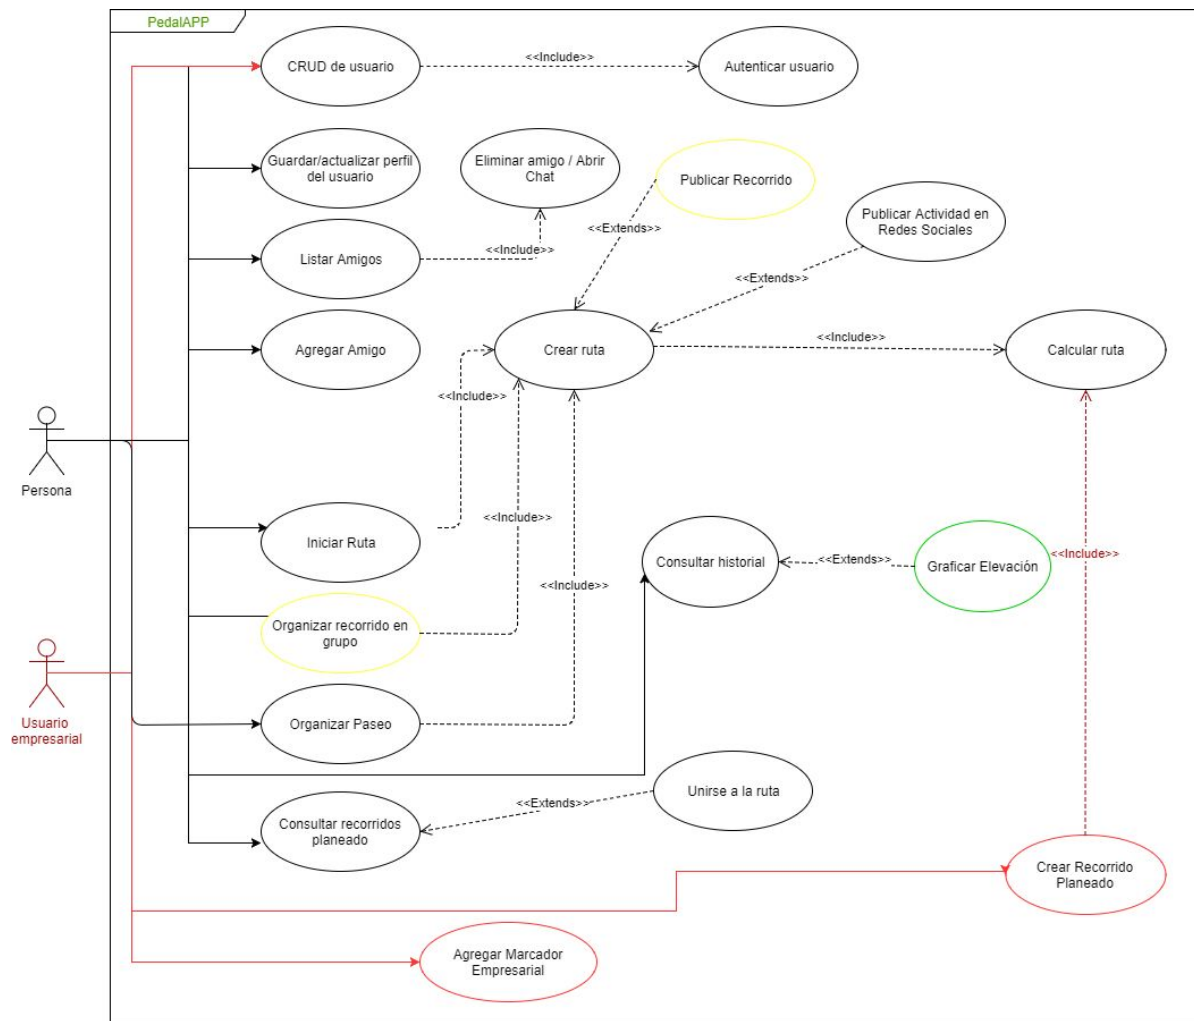 PedalAPP
CRUD de usuario
<<Include>>
Autenticar usuario
Guardar/actualizar perfil
del usuario
Eliminar amigo / Abrir
Chat
Publicar Recorrido
Publicar Actividad en
Redes Sociales
<<Extends>>
Listar Amigos
<<Include>>
<<Extends>>
Agregar Amigo
Crear ruta
<<Include>>
Calcular ruta
<<Include>>
Persona
Iniciar Ruta
<<Include>>
Consultar historial
<<Extends>>
Graficar Elevación
<<Include>>
<<Include>>
Organizar recorrido en
grupo
Usuario
empresarial
Organizar Paseo
Consultar recorridos
planeado
<<Extends>>
Unirse a la ruta
Crear Recorrido
Planeado
Agregar Marcador
Empresarial